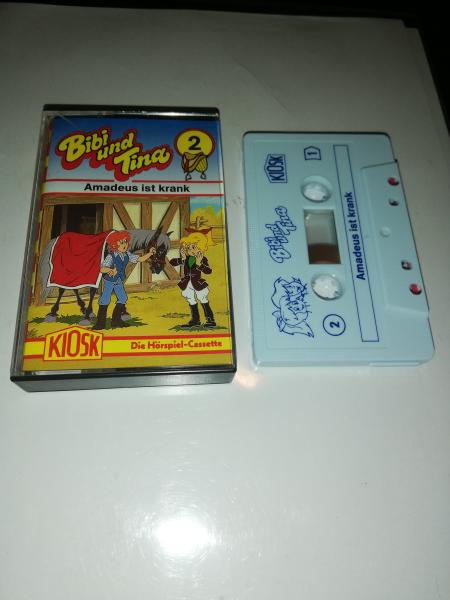 Bibi
und
Tina
2
Amadeus ist krank
KIOSK
Die Hörspiel-Cassette
KIOSK
1
Bibi und
Tina
Amadeus ist krank
2